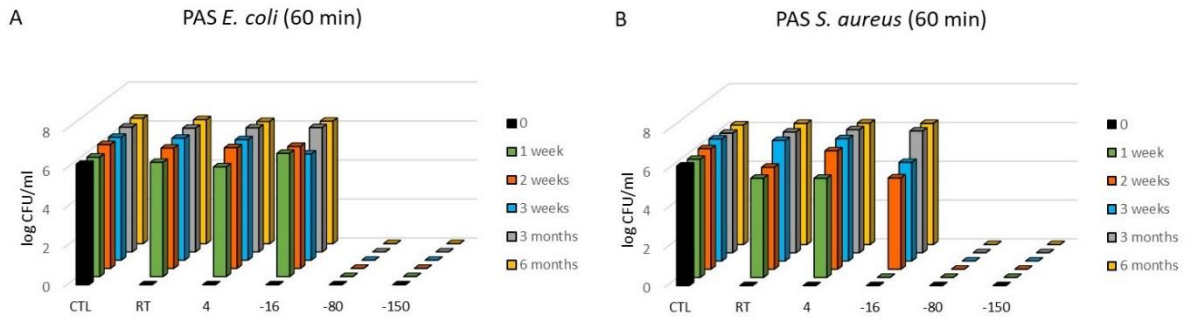 A
PAS E. coli (60 min)
log CFU/ml
8
6
4
2
0
CTL RT 4 -16 -80 -150
0
1 week
2 weeks
3 weeks
3 months
6 months
B
PAS S. aureus (60 min)
log CFU/ml
8
6
4
2
0
CTL RT 4 -16 -80 -150
0
1 week
2 weeks
3 weeks
3 months
6 months